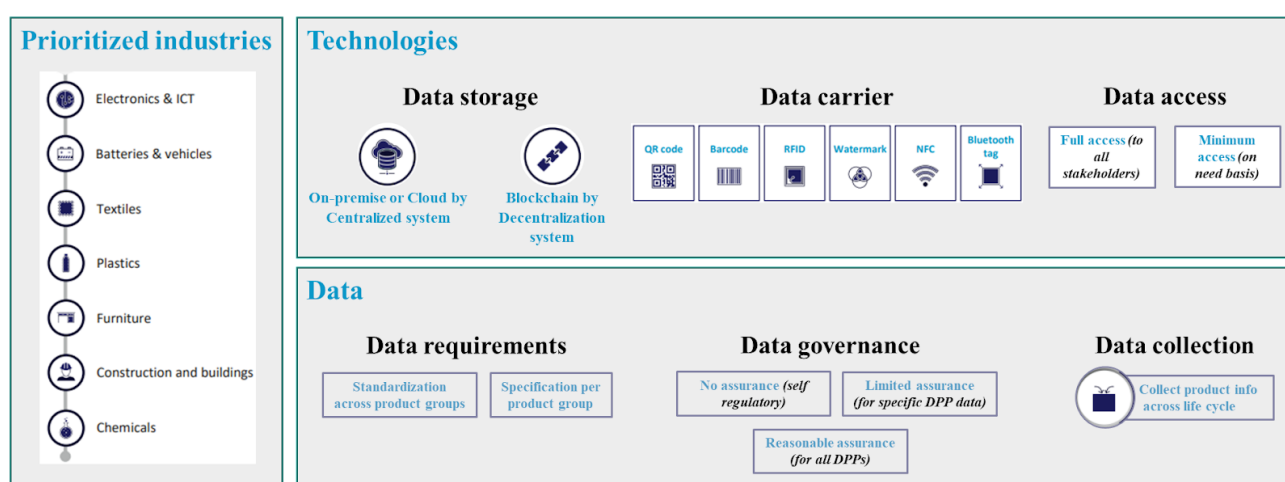 Prioritized industries
Electronics & ICT
Batteries & vehicles
Textiles
Plastics
Furniture
Construction and buildings
Chemicals
Technologies
Data storage
On-premise or Cloud by
Centralized system
Blockchain by
Decentralization
system
Data carrier
QR code
Barcode
RFID
Watermark
NFC
Bluetooth
tag
Data access
Full access (to
all
stakeholders)
Minimum
access (on
need basis)
Data
Data requirements
Standardization
across product groups
Specification per
product group
Data governance
No assurance (self
regulatory)
Limited assurance
(for specific DPP data)
Reasonable assurance
(for all DPPs)
Data collection
Collect product info
across life cycle